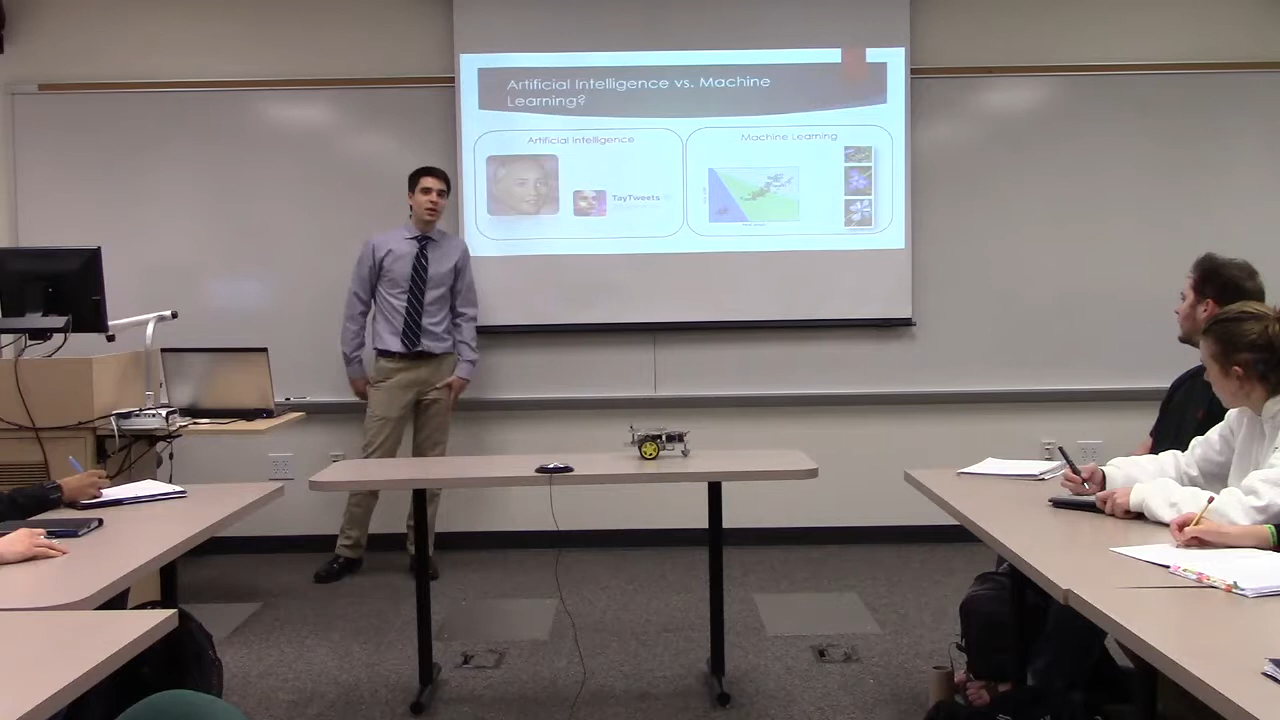 Artificial Intelligence vs. Machine
Learning?
Artificial Intelligence
Machine Learning
TayTweets